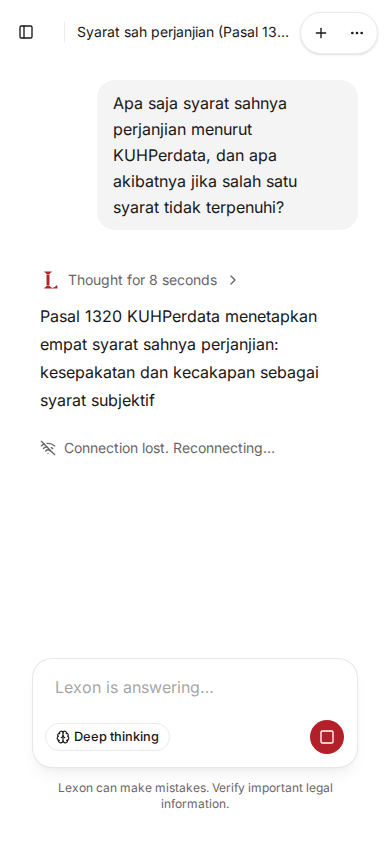 Syarat sah perjanjian (Pasal 13...
Apa saja syarat sahnya
perjanjian menurut
KUHPerdata, dan apa
akibatnya jika salah satu
syarat tidak terpenuhi?
L
Thought for 8 seconds
Pasal 1320 KUHPerdata menetapkan
empat syarat sahnya perjanjian:
kesepakatan dan kecakapan sebagai
syarat subjektif
Connection lost. Reconnecting...
Lexon is answering...
Deep thinking
Lexon can make mistakes. Verify important legal
information.